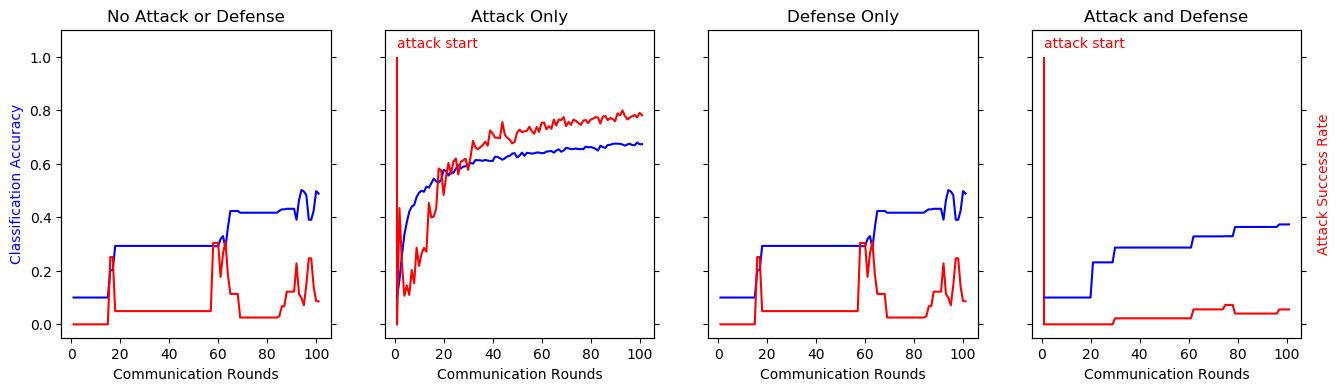 No Attack or Defense
Attack Only
Defense Only
Attack and Defense
attack start
attack start
Classification Accuracy
1.0
0.8
0.6
0.4
0.2
0.0
Attack Success Rate
0 20 40 60 80 100
0 20 40 60 80 100
0 20 40 60 80 100
0 20 40 60 80 100
Communication Rounds
Communication Rounds
Communication Rounds
Communication Rounds